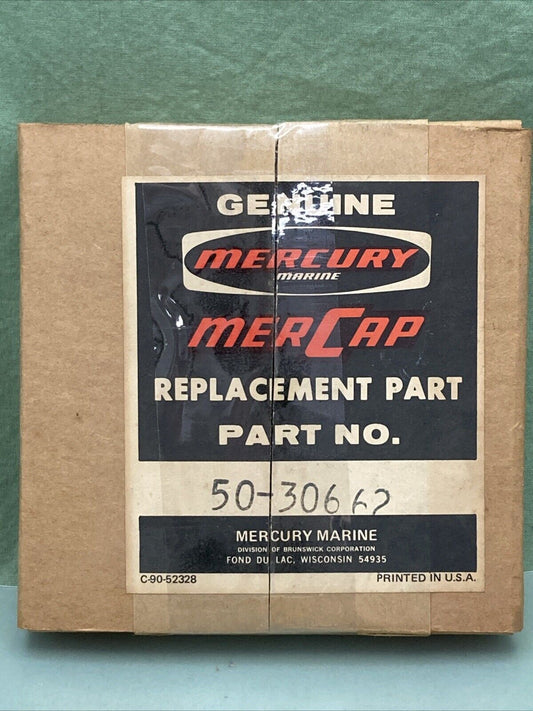 GENUINE
MERCURY
MARINE
MERCAP
REPLACEMENT PART
PART NO.
50-30662
MERCURY MARINE
DIVISION OF BRUNSWICK CORPORATION
FOND DU LAC, WISCONSIN 54935
C-90-52328 PRINTED IN U.S.A.